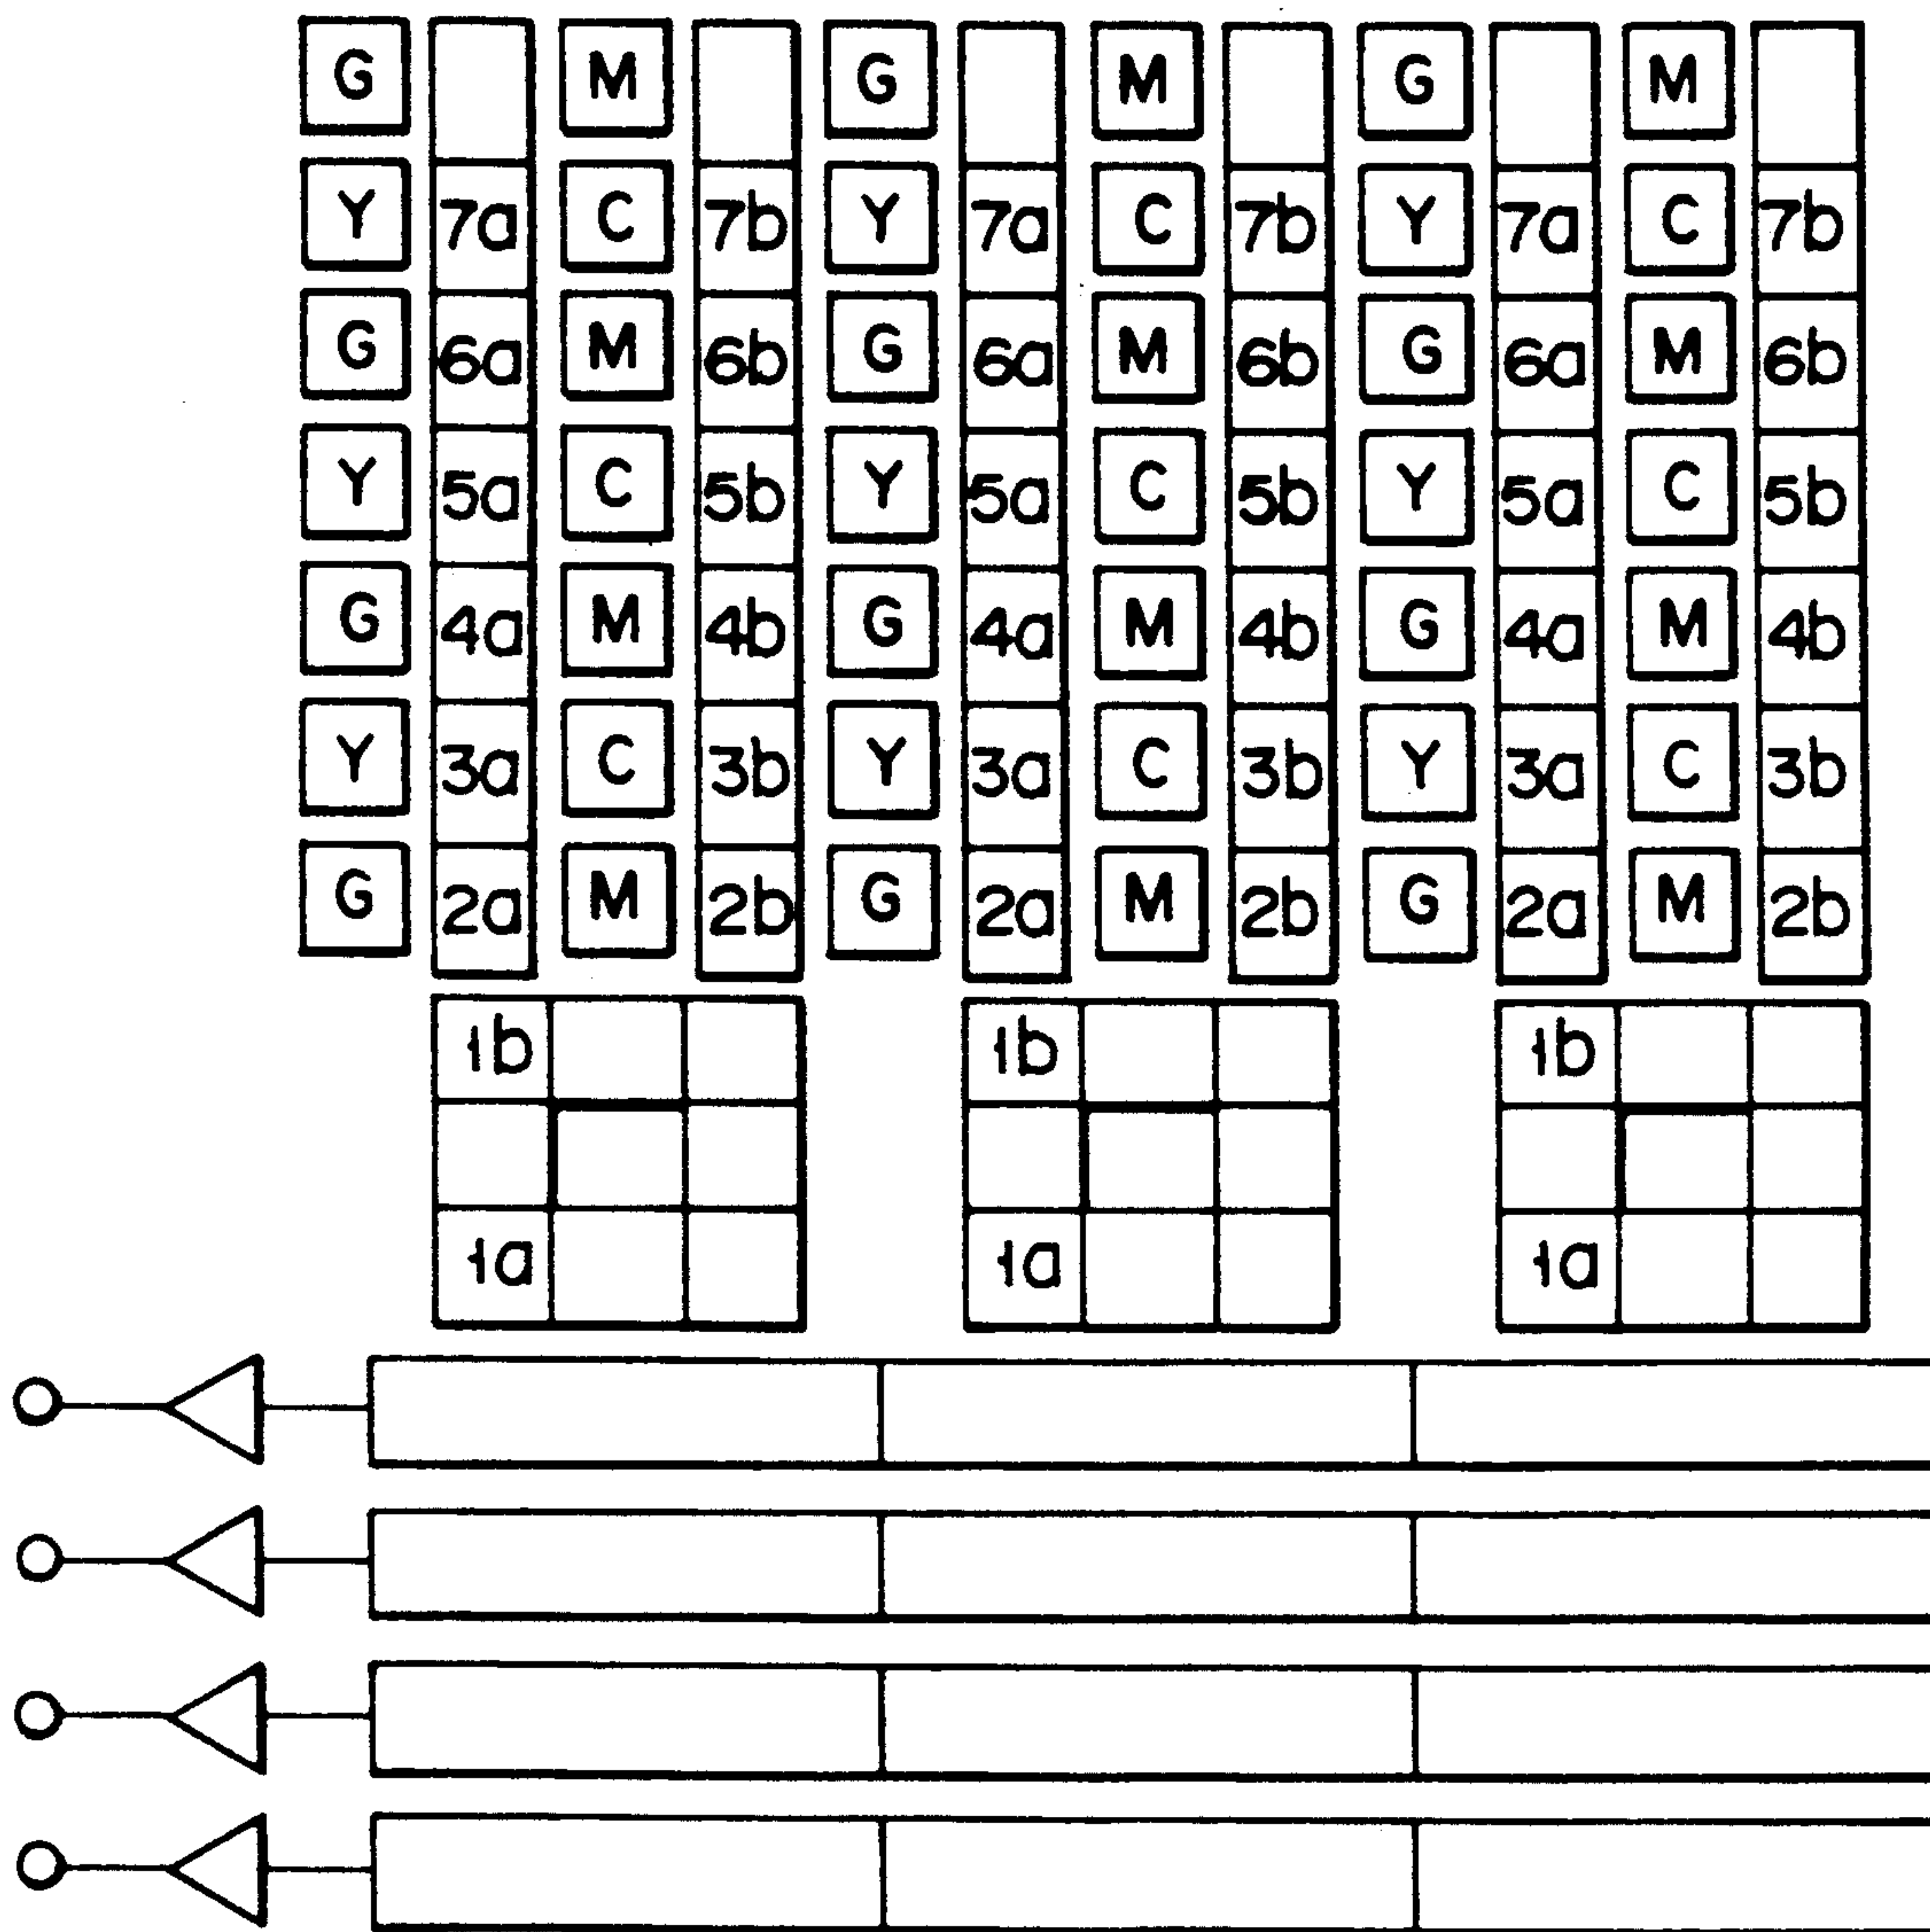 G M G M G M
Y 7a C 7b Y 7a C 7b Y 7a C 7b
G 6a M 6b G 6a M 6b G 6a M 6b
Y 5a C 5b Y 5a C 5b Y 5a C 5b
G 4a M 4b G 4a M 4b G 4a M 4b
Y 3a C 3b Y 3a C 3b Y 3a C 3b
G 2a M 2b G 2a M 2b G 2a M 2b
1b 1b 1b
1a 1a 1a